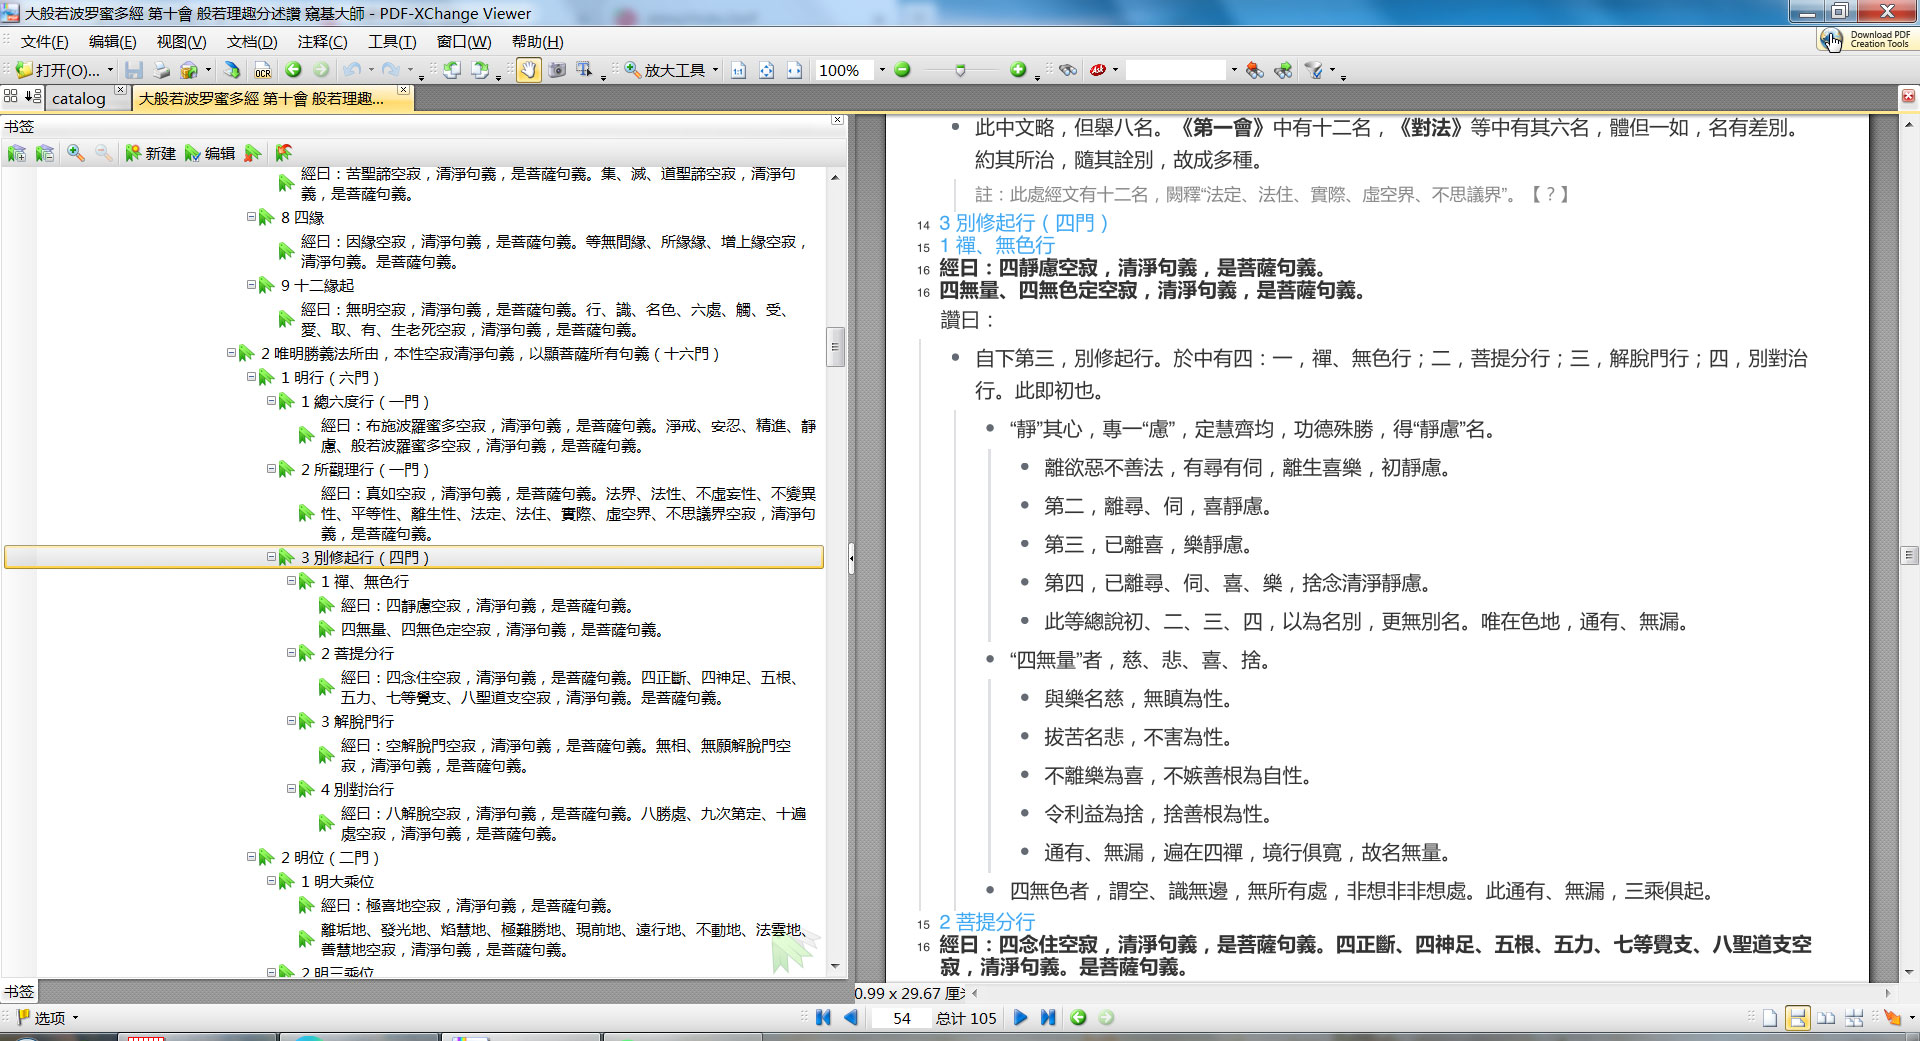 大般若波罗蜜多經 第十會 般若理趣分述讚 窺基大師 - PDF-XChange Viewer
文件(F) 编辑(E) 视图(V) 文档(D) 注释(C) 工具(T) 窗口(W) 帮助(H)
Download PDF
Creation Tools
打开(O)... OCR 放大工具 1:1 100% Ask
catalog 大般若波罗蜜多經 第十會 般若理趣...
书签
新建 编辑
經曰：苦聖諦空寂，清淨句義，是菩薩句義。集、滅、道聖諦空寂，清淨句
義，是菩薩句義。
8 四緣
經曰：因緣空寂，清淨句義，是菩薩句義。等無間緣、所緣緣、增上緣空寂，
清淨句義。是菩薩句義。
9 十二緣起
經曰：無明空寂，清淨句義，是菩薩句義。行、識、名色、六處、觸、受、
愛、取、有、生老死空寂，清淨句義，是菩薩句義。
2 唯明勝義法所由，本性空寂清淨句義，以顯菩薩所有句義（十六門）
1 明行（六門）
1 總六度行（一門）
經曰：布施波羅蜜多空寂，清淨句義，是菩薩句義。淨戒、安忍、精進、靜
慮、般若波羅蜜多空寂，清淨句義，是菩薩句義。
2 所觀理行（一門）
經曰：真如空寂，清淨句義，是菩薩句義。法界、法性、不虛妄性、不變異
性、平等性、離生性、法定、法住、實際、虛空界、不思議界空寂，清淨句
義，是菩薩句義。
3 別修起行（四門）
1 禪、無色行
經曰：四靜慮空寂，清淨句義，是菩薩句義。
四無量、四無色定空寂，清淨句義，是菩薩句義。
2 菩提分行
經曰：四念住空寂，清淨句義，是菩薩句義。四正斷、四神足、五根、
五力、七等覺支、八聖道支空寂，清淨句義。是菩薩句義。
3 解脫門行
經曰：空解脫門空寂，清淨句義，是菩薩句義。無相、無願解脫門空
寂，清淨句義，是菩薩句義。
4 別對治行
經曰：八解脫空寂，清淨句義，是菩薩句義。八勝處、九次第定、十遍
處空寂，清淨句義，是菩薩句義。
2 明位（二門）
1 明大乘位
經曰：極喜地空寂，清淨句義，是菩薩句義。
離垢地、發光地、焰慧地、極難勝地、現前地、遠行地、不動地、法雲地、
善慧地空寂，清淨句義，是菩薩句義。
2 明三乘位
书签
选项
此中文略，但舉八名。《第一會》中有十二名，《對法》等中有其六名，體但一如，名有差別。
約其所治，隨其詮別，故成多種。
註：此處經文有十二名，闕釋“法定、法住、實際、虛空界、不思議界”。【？】
14 3 別修起行（四門）
15 1 禪、無色行
16 經曰：四靜慮空寂，清淨句義，是菩薩句義。
16 四無量、四無色定空寂，清淨句義，是菩薩句義。
讚曰：
自下第三，別修起行。於中有四：一，禪、無色行；二，菩提分行；三，解脫門行；四，別對治
行。此即初也。
“靜”其心，專一“慮”，定慧齊均，功德殊勝，得“靜慮”名。
離欲惡不善法，有尋有伺，離生喜樂，初靜慮。
第二，離尋、伺，喜靜慮。
第三，已離喜，樂靜慮。
第四，已離尋、伺、喜、樂，捨念清淨靜慮。
此等總說初、二、三、四，以為名別，更無別名。唯在色地，通有、無漏。
“四無量”者，慈、悲、喜、捨。
與樂名慈，無瞋為性。
拔苦名悲，不害為性。
不離樂為喜，不嫉善根為自性。
令利益為捨，捨善根為性。
通有、無漏，遍在四禪，境行俱寬，故名無量。
四無色者，謂空、識無邊，無所有處，非想非非想處。此通有、無漏，三乘俱起。
15 2 菩提分行
16 經曰：四念住空寂，清淨句義，是菩薩句義。四正斷、四神足、五根、五力、七等覺支、八聖道支空
寂，清淨句義。是菩薩句義。
0.99 x 29.67 厘
54 总计 105